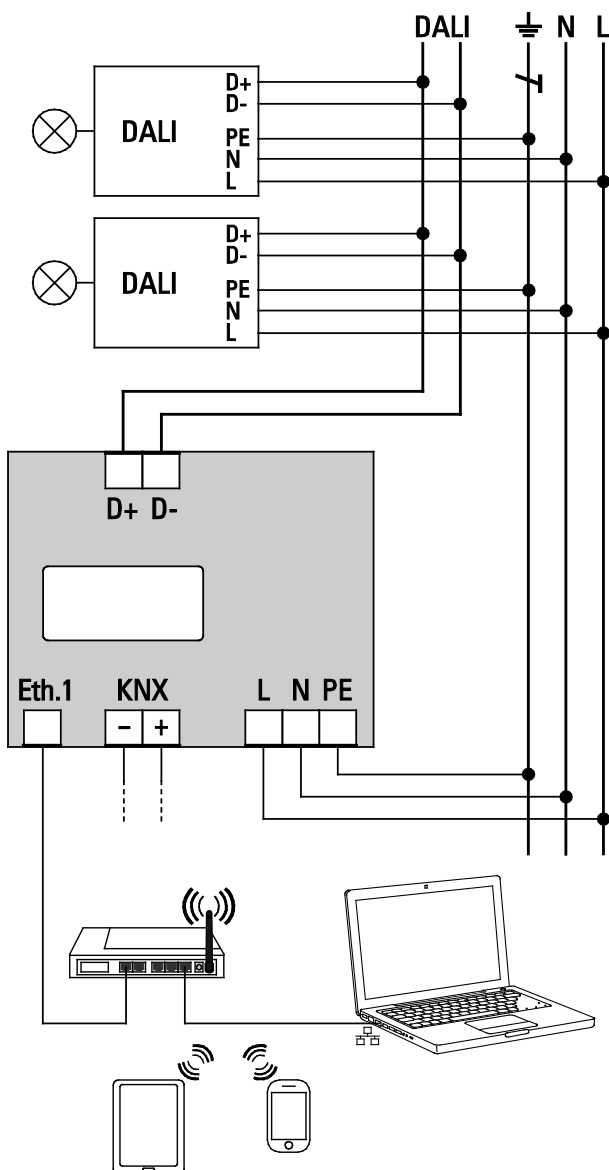 DALI N L
D+
D-
DALI
PE
N
L
D+
D-
DALI
PE
N
L
D+ D-
Eth.1 KNX L N PE
– +